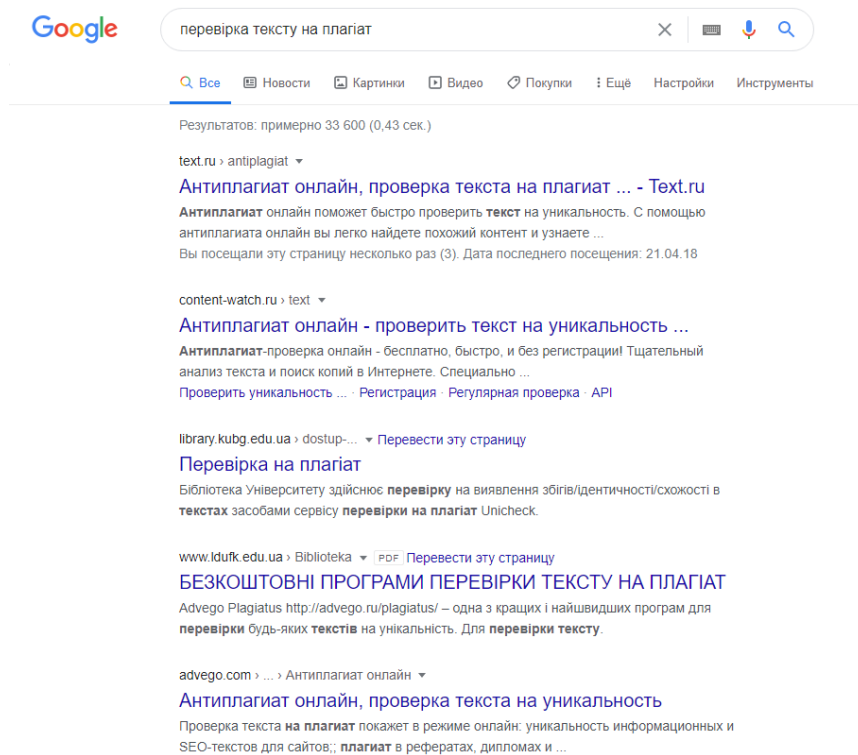 Google
перевірка тексту на плагіат
Все Новости Картинки Видео Покупки Ещё Настройки Инструменты
Результатов: примерно 33 600 (0,43 сек.)
text.ru › antiplagiat
Антиплагиат онлайн, проверка текста на плагиат ... - Text.ru
Антиплагиат онлайн поможет быстро проверить текст на уникальность. С помощью
антиплагиата онлайн вы легко найдете похожий контент и узнаете ...
Вы посещали эту страницу несколько раз (3). Дата последнего посещения: 21.04.18
content-watch.ru › text
Антиплагиат онлайн - проверить текст на уникальность ...
Антиплагиат-проверка онлайн - бесплатно, быстро, и без регистрации! Тщательный
анализ текста и поиск копий в Интернете. Специально ...
Проверить уникальность ... · Регистрация · Регулярная проверка · API
library.kubg.edu.ua › dostup-... Перевести эту страницу
Перевірка на плагіат
Бібліотека Університету здійснює перевірку на виявлення збігів/ідентичності/схожості в
текстах засобами сервісу перевірки на плагіат Unicheck.
www.ldufk.edu.ua › Biblioteka PDF Перевести эту страницу
БЕЗКОШТОВНІ ПРОГРАМИ ПЕРЕВІРКИ ТЕКСТУ НА ПЛАГІАТ
Advego Plagiatus http://advego.ru/plagiatus/ – одна з кращих і найшвидших програм для
перевірки будь-яких текстів на унікальність. Для перевірки тексту.
advego.com › ... › Антиплагиат онлайн
Антиплагиат онлайн, проверка текста на уникальность
Проверка текста на плагиат покажет в режиме онлайн: уникальность информационных и
SEO-текстов для сайтов;; плагиат в рефератах, дипломах и ...